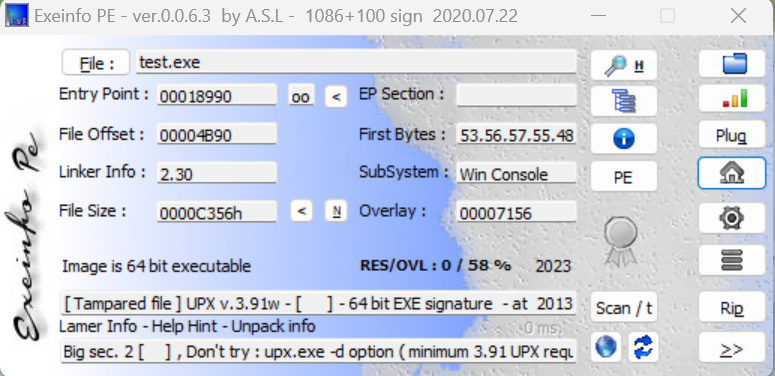 Exeinfo PE - ver.0.0.6.3 by A.S.L - 1086+100 sign 2020.07.22
File : test.exe H
Entry Point : 00018990 oo < EP Section :
File Offset : 00004B90 First Bytes : 53.56.57.55.48 Plug
Linker Info : 2.30 SubSystem : Win Console PE
File Size : 0000C356h < N Overlay : 00007156
Image is 64 bit executable RES/OVL : 0 / 58 % 2023
[ Tampared file ] UPX v.3.91w - [ ] - 64 bit EXE signature - at 2013 Scan / t Rip
Lamer Info - Help Hint - Unpack info 0 ms.
Big sec. 2 [ ] , Don't try : upx.exe -d option ( minimum 3.91 UPX requ >>
Exeinfo Pe